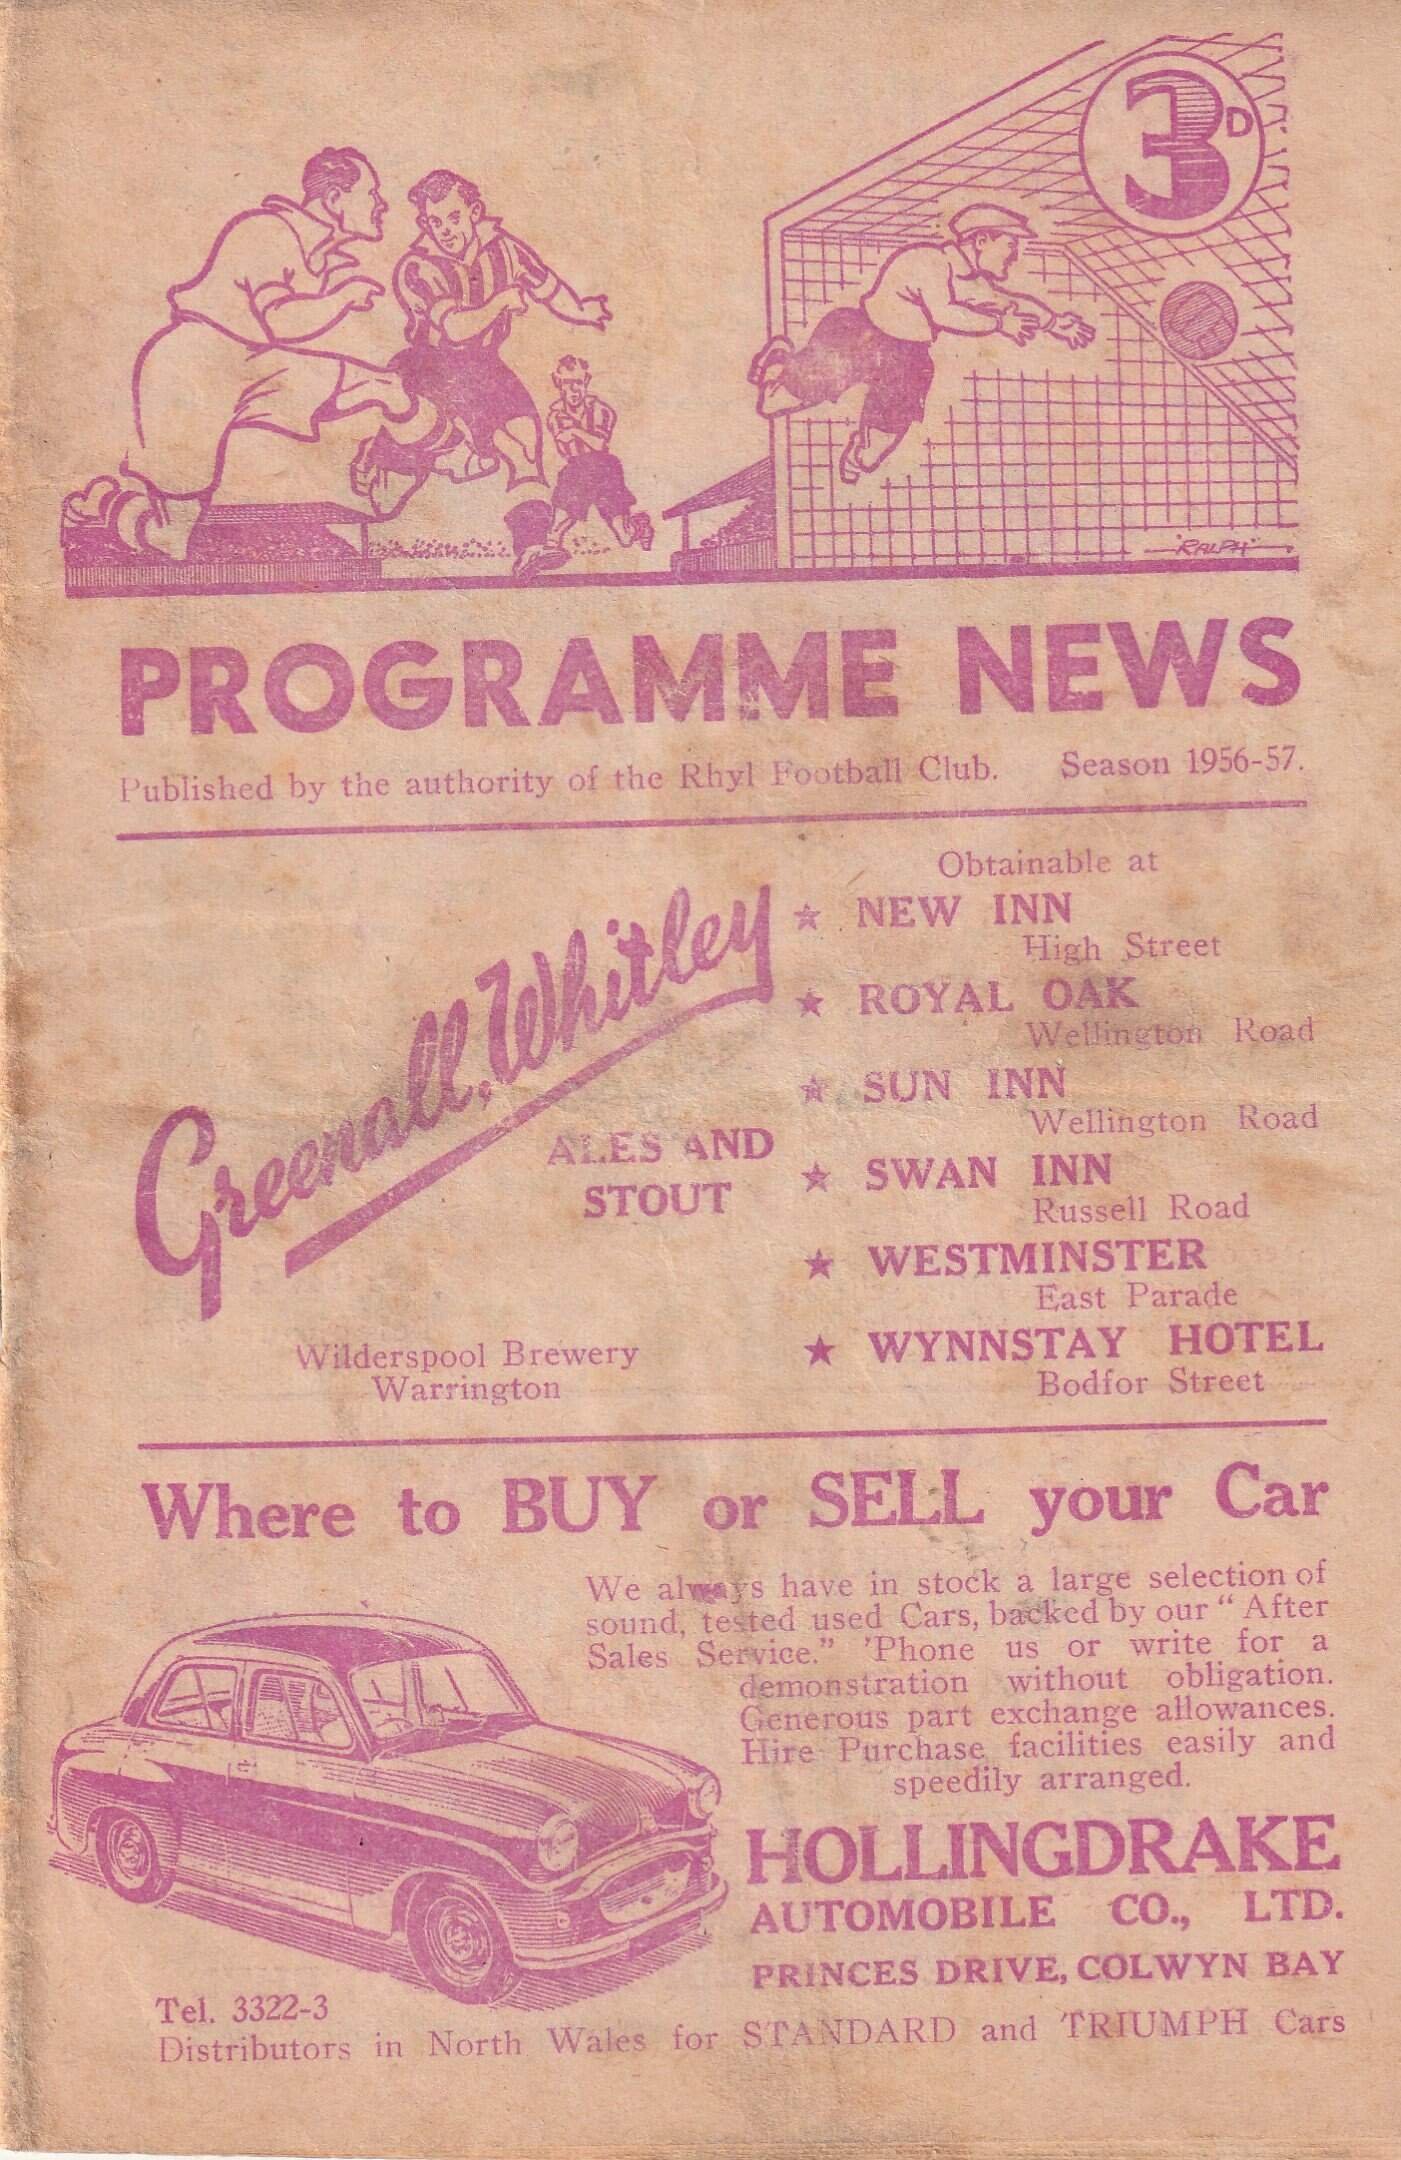 3D
'RALPH'
PROGRAMME NEWS
Published by the authority of the Rhyl Football Club. Season 1956-57.
Greenall, Whitley
ALES AND
STOUT
Wilderspool Brewery
Warrington
Obtainable at
★ NEW INN
High Street
★ ROYAL OAK
Wellington Road
★ SUN INN
Wellington Road
★ SWAN INN
Russell Road
★ WESTMINSTER
East Parade
★ WYNNSTAY HOTEL
Bodfor Street
Where to BUY or SELL your Car
We always have in stock a large selection of
sound, tested used Cars, backed by our “After
Sales Service.” 'Phone us or write for a
demonstration without obligation.
Generous part exchange allowances.
Hire Purchase facilities easily and
speedily arranged.
HOLLINGDRAKE
AUTOMOBILE CO., LTD.
PRINCES DRIVE, COLWYN BAY
Tel. 3322-3
Distributors in North Wales for STANDARD and TRIUMPH Cars